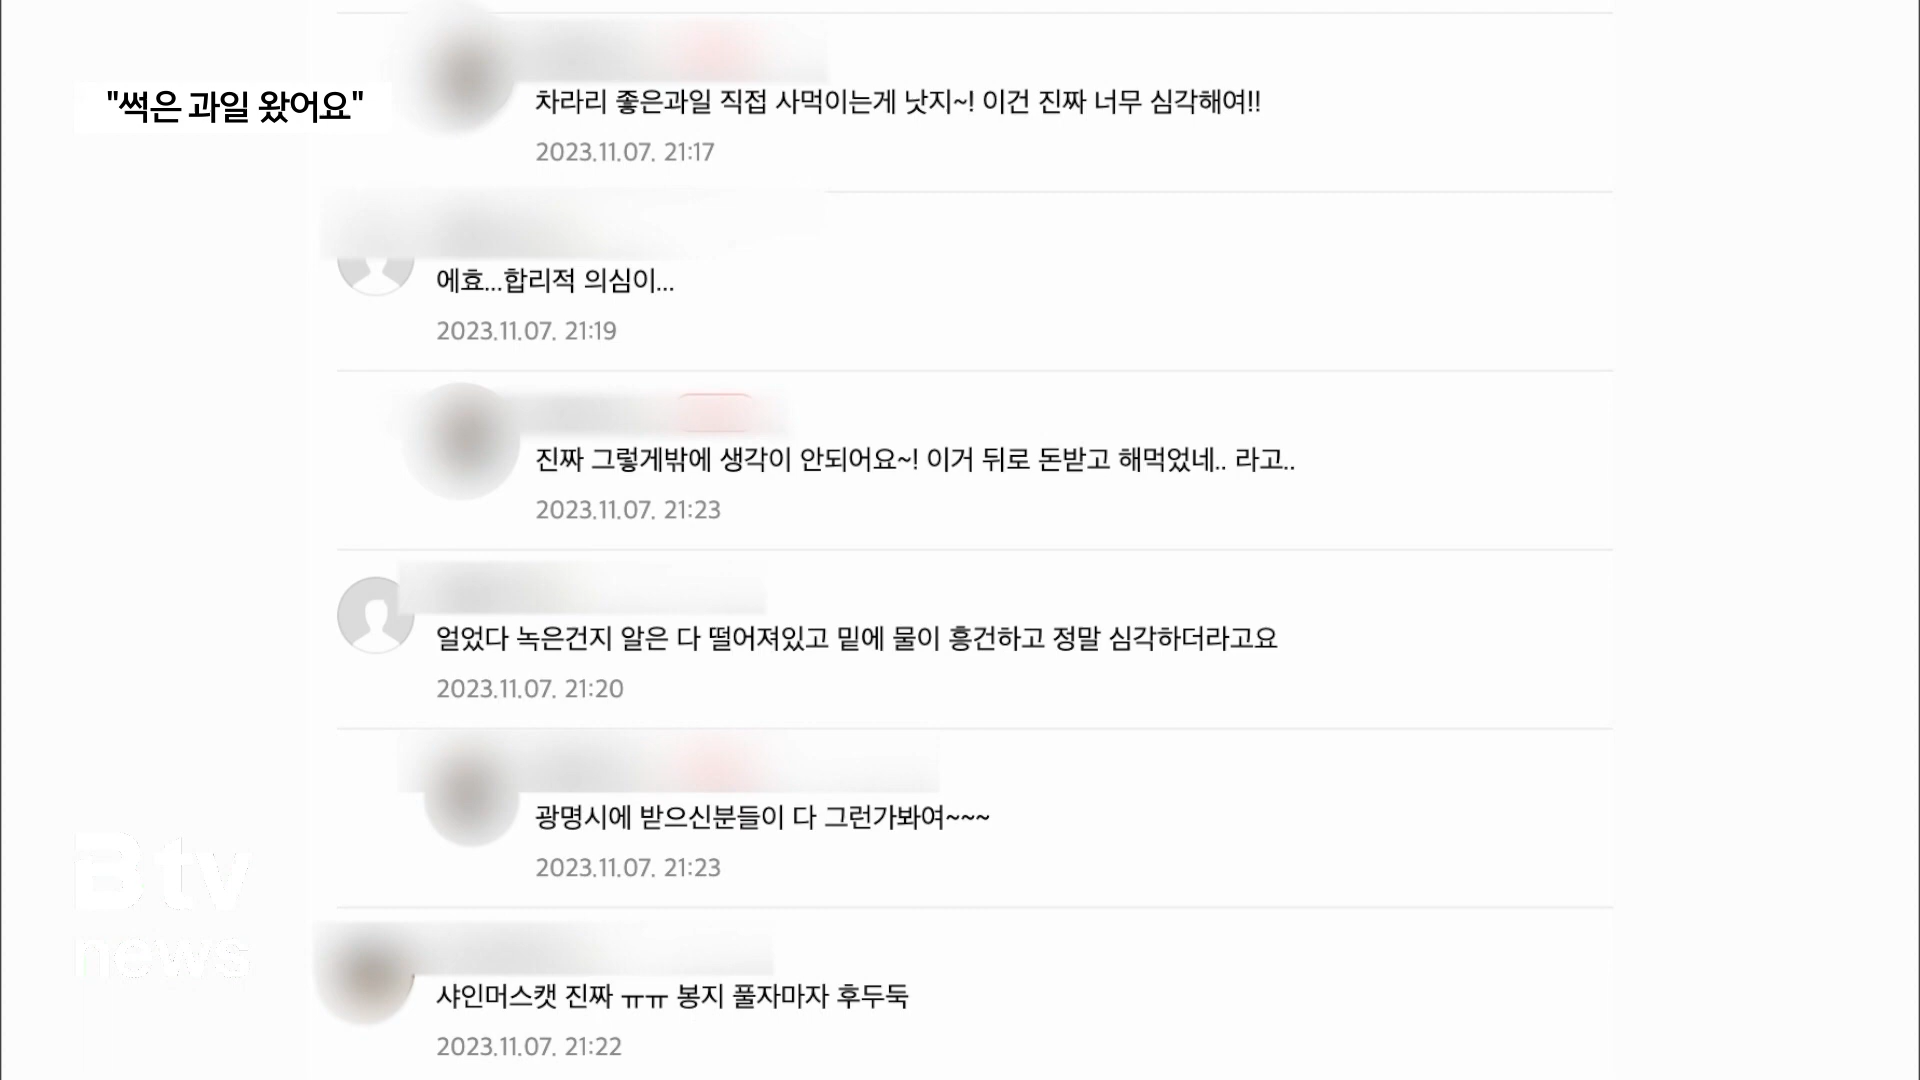 "썩은 과일 왔어요"
차라리 좋은과일 직접 사먹이는게 낫지~! 이건 진짜 너무 심각해여!!
2023.11.07. 21:17
에효...합리적 의심이...
2023.11.07. 21:19
진짜 그렇게밖에 생각이 안되어요~! 이거 뒤로 돈받고 해먹었네.. 라고..
2023.11.07. 21:23
얼었다 녹은건지 알은 다 떨어져있고 밑에 물이 흥건하고 정말 심각하더라고요
2023.11.07. 21:20
광명시에 받으신분들이 다 그런가봐여~~~
2023.11.07. 21:23
샤인머스캣 진짜 ㅠㅠ 봉지 풀자마자 후두둑
2023.11.07. 21:22
B tv
news